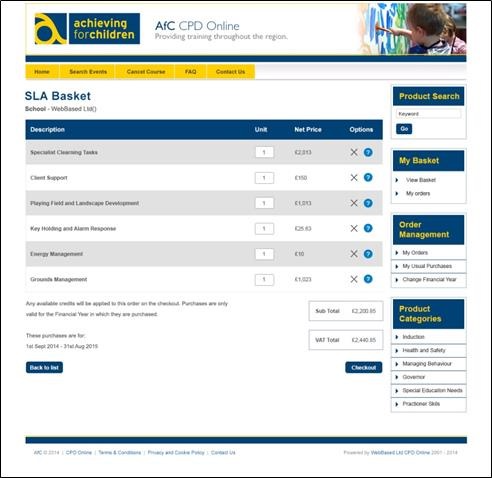 achieving
forchildren
AfC CPD Online
Providing training throughout the region.
Home Search Events Cancel Course FAQ Contact Us
SLA Basket
School - WebBased Ltd()
Description Unit Net Price Options
Specialist Clearning Tasks 1 £2,013 ?
Client Support 1 £150 ?
Playing Field and Landscape Development 1 £1,013 ?
Key Holding and Alarm Response 1 £25.63 ?
Energy Management 1 £10 ?
Grounds Management 1 £1,023 ?
Any available credits will be applied to this order on the checkout. Purchases are only
valid for the Financial Year in which they are purchased.
These purchases are for:
1st Sept 2014 - 31st Aug 2015
Sub Total £2,200.85
VAT Total £2,440.85
Back to list
Checkout
Product Search
Keyword
Go
My Basket
View Basket
My orders
Order
Management
My Orders
My Usual Purchases
Change Financial Year
Product
Categories
Induction
Health and Safety
Managing Behaviour
Governor
Special Education Needs
Practioner Skils
AfC © 2014 | CPD Online | Terms & Conditions | Privacy and Cookie Policy | Contact Us
Powered by WebBased Ltd CPD Online 2001 - 2014